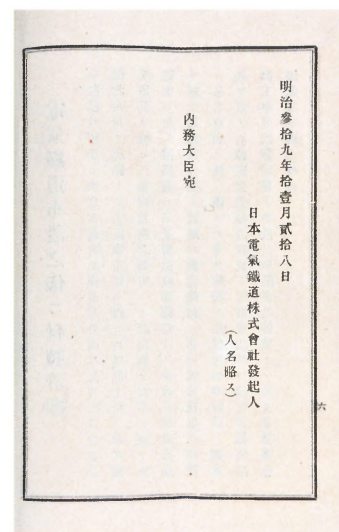 明治參拾九年拾壹月貳拾八日
日本電氣鐵道株式會社發起人
（人名略ス）
內務大臣宛
六